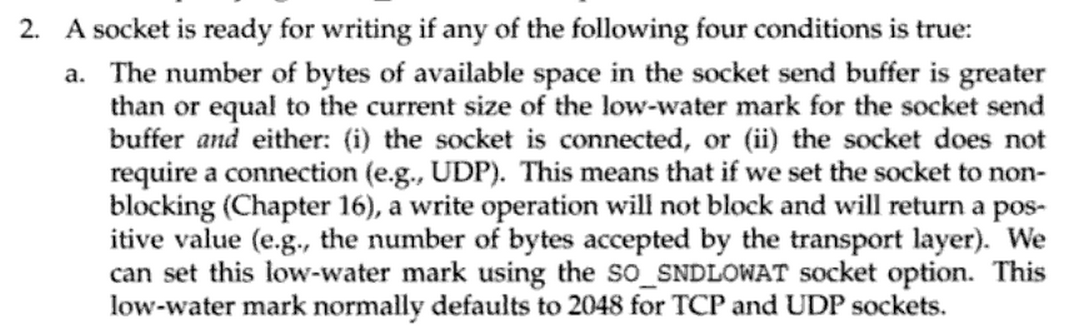 2. A socket is ready for writing if any of the following four conditions is true:
a. The number of bytes of available space in the socket send buffer is greater
than or equal to the current size of the low-water mark for the socket send
buffer and either: (i) the socket is connected, or (ii) the socket does not
require a connection (e.g., UDP). This means that if we set the socket to non-
blocking (Chapter 16), a write operation will not block and will return a pos-
itive value (e.g., the number of bytes accepted by the transport layer). We
can set this low-water mark using the SO_SNDLOWAT socket option. This
low-water mark normally defaults to 2048 for TCP and UDP sockets.